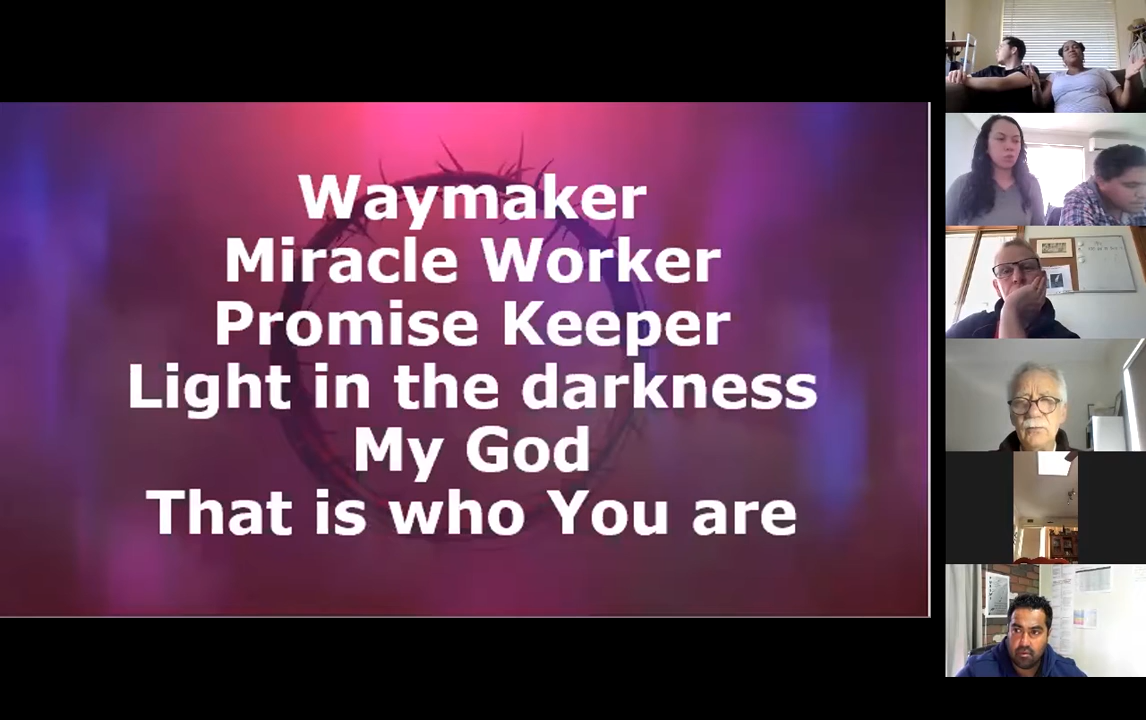 Waymaker
Miracle Worker
Promise Keeper
Light in the darkness
My God
That is who You are